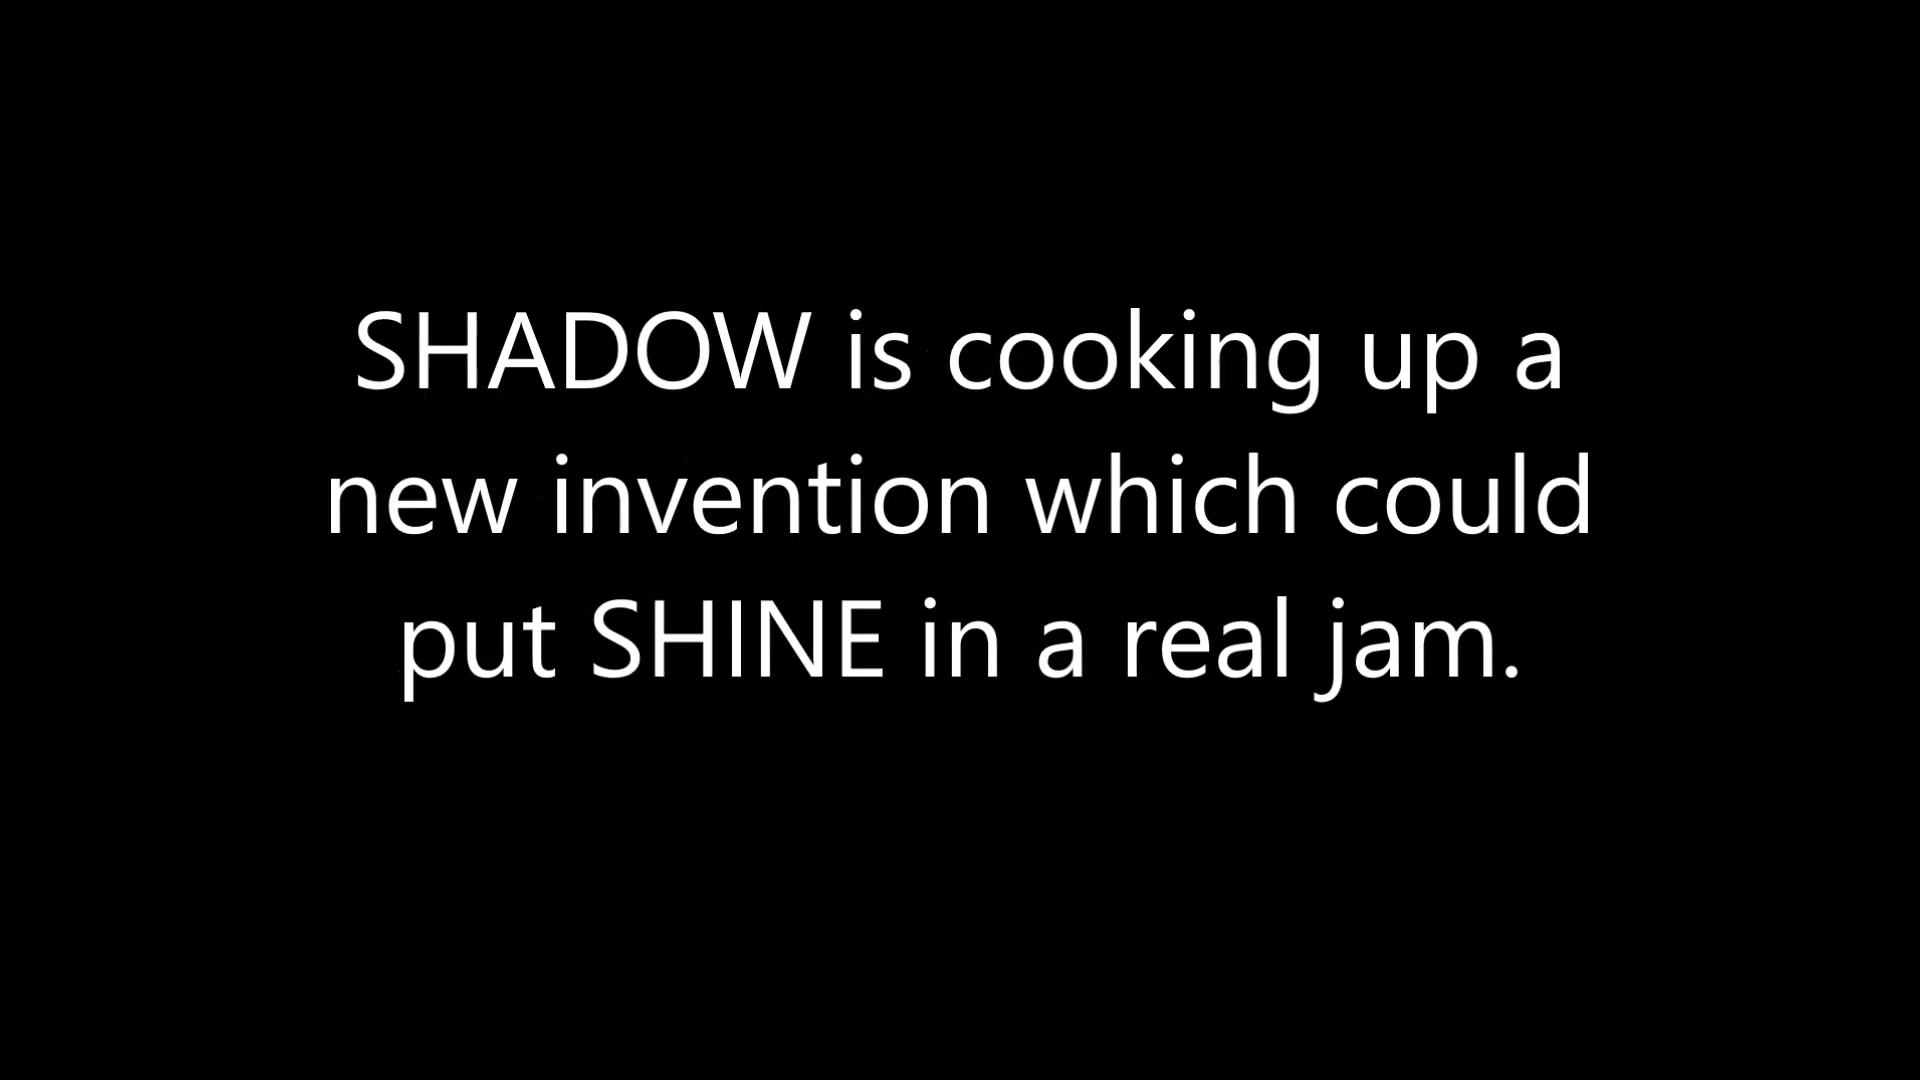 SHADOW is cooking up a
new invention which could
put SHINE in a real jam.